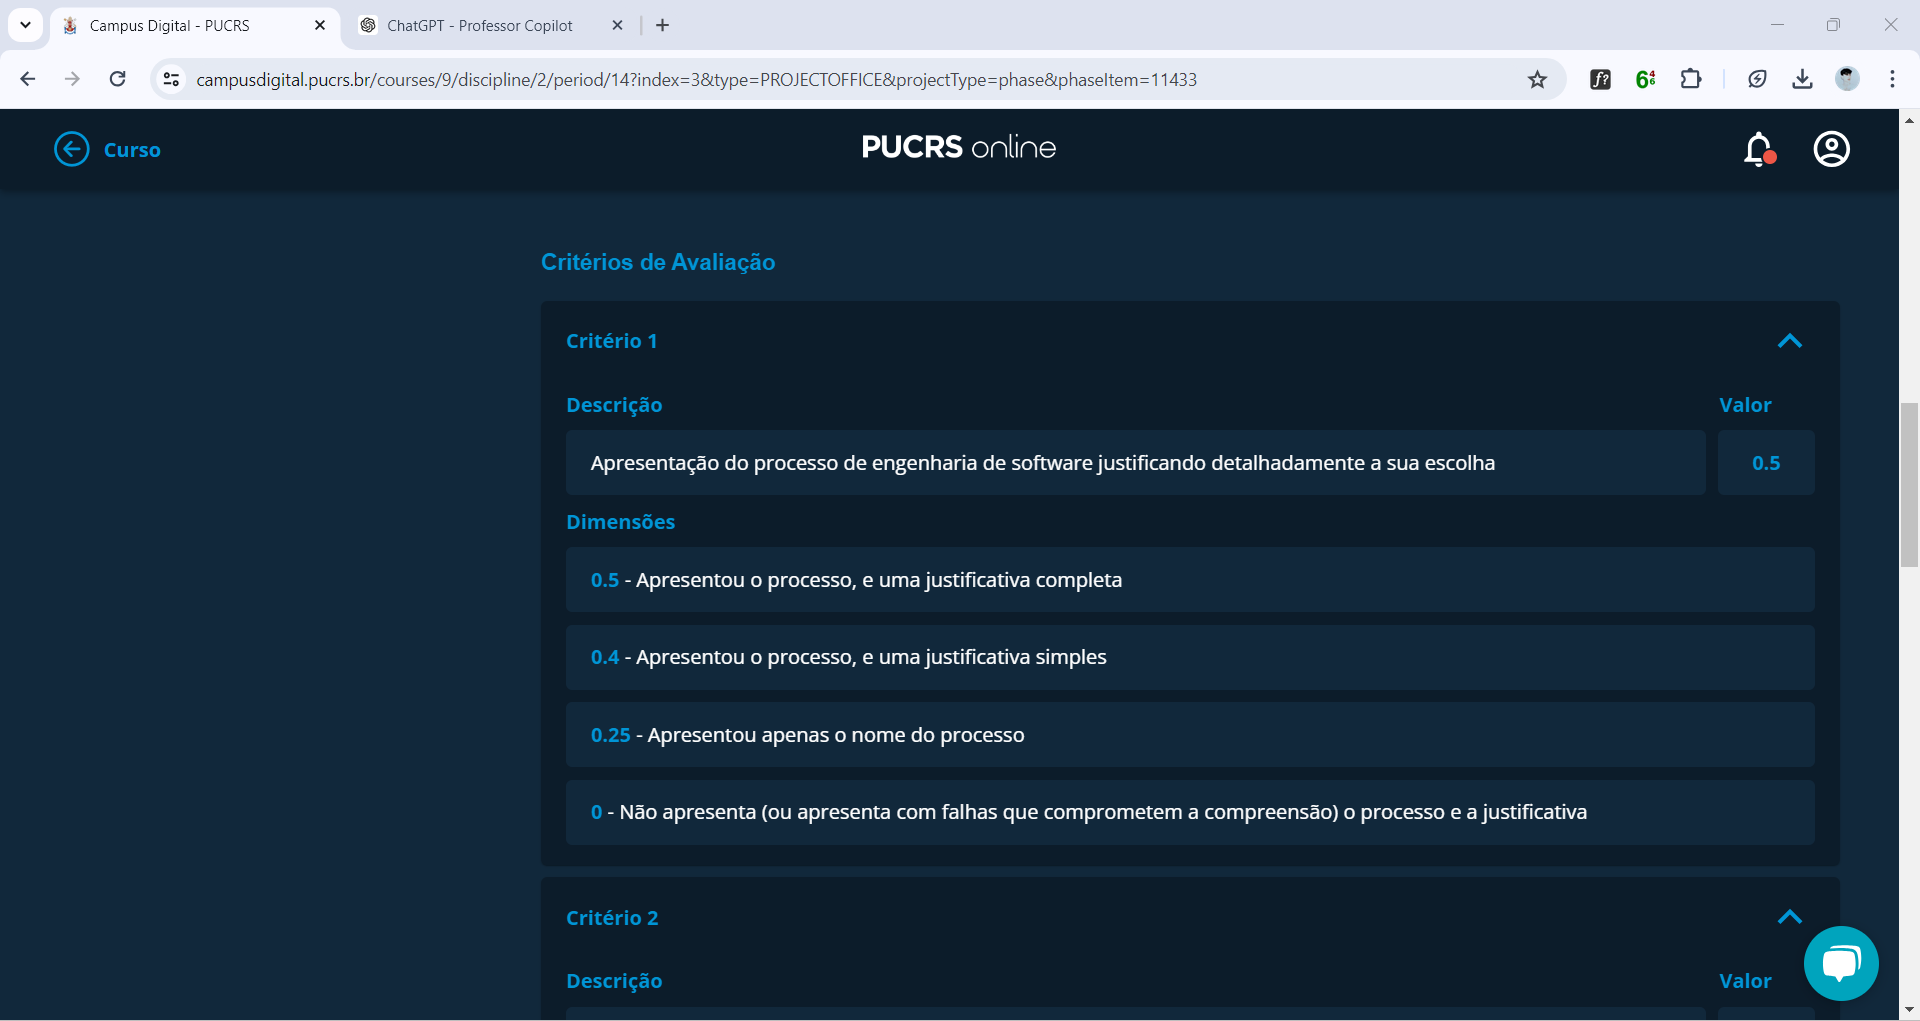 Campus Digital - PUCRS
ChatGPT - Professor Copilot
campusdigital.pucrs.br/courses/9/discipline/2/period/14?index=3&type=PROJECTOFFICE&projectType=phase&phaseItem=11433
Curso
PUCRS online
Critérios de Avaliação
Critério 1
Descrição
Valor
Apresentação do processo de engenharia de software justificando detalhadamente a sua escolha
0.5
Dimensões
0.5 - Apresentou o processo, e uma justificativa completa
0.4 - Apresentou o processo, e uma justificativa simples
0.25 - Apresentou apenas o nome do processo
0 - Não apresenta (ou apresenta com falhas que comprometem a compreensão) o processo e a justificativa
Critério 2
Descrição
Valor